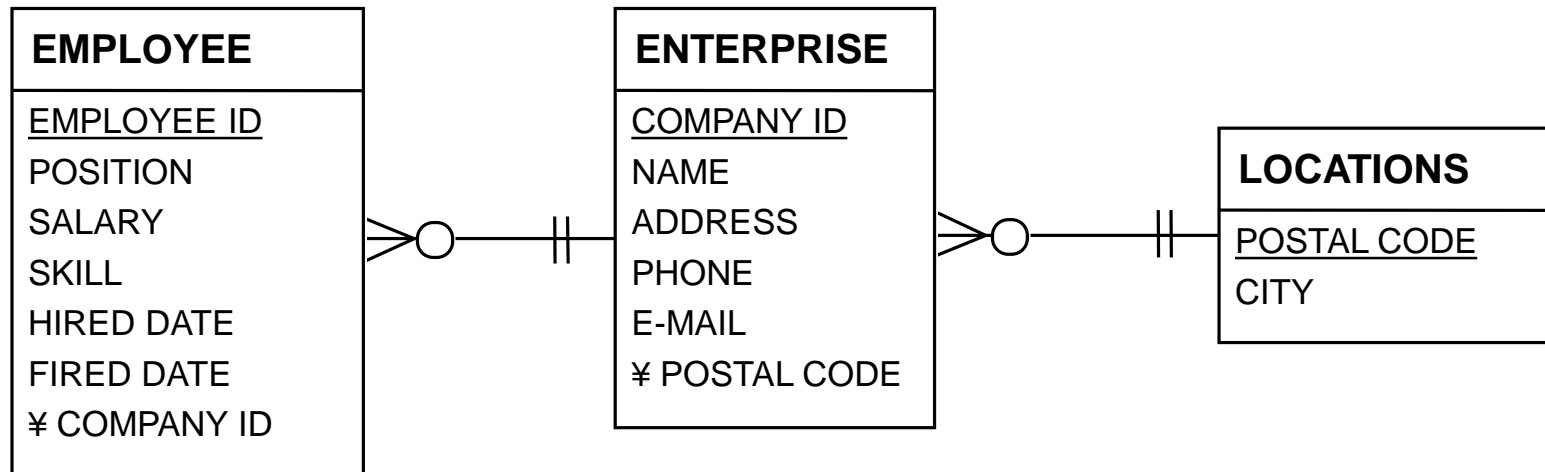 EMPLOYEE
EMPLOYEE ID
POSITION
SALARY
SKILL
HIRED DATE
FIRED DATE
¥ COMPANY ID
ENTERPRISE
COMPANY ID
NAME
ADDRESS
PHONE
E-MAIL
¥ POSTAL CODE
LOCATIONS
POSTAL CODE
CITY